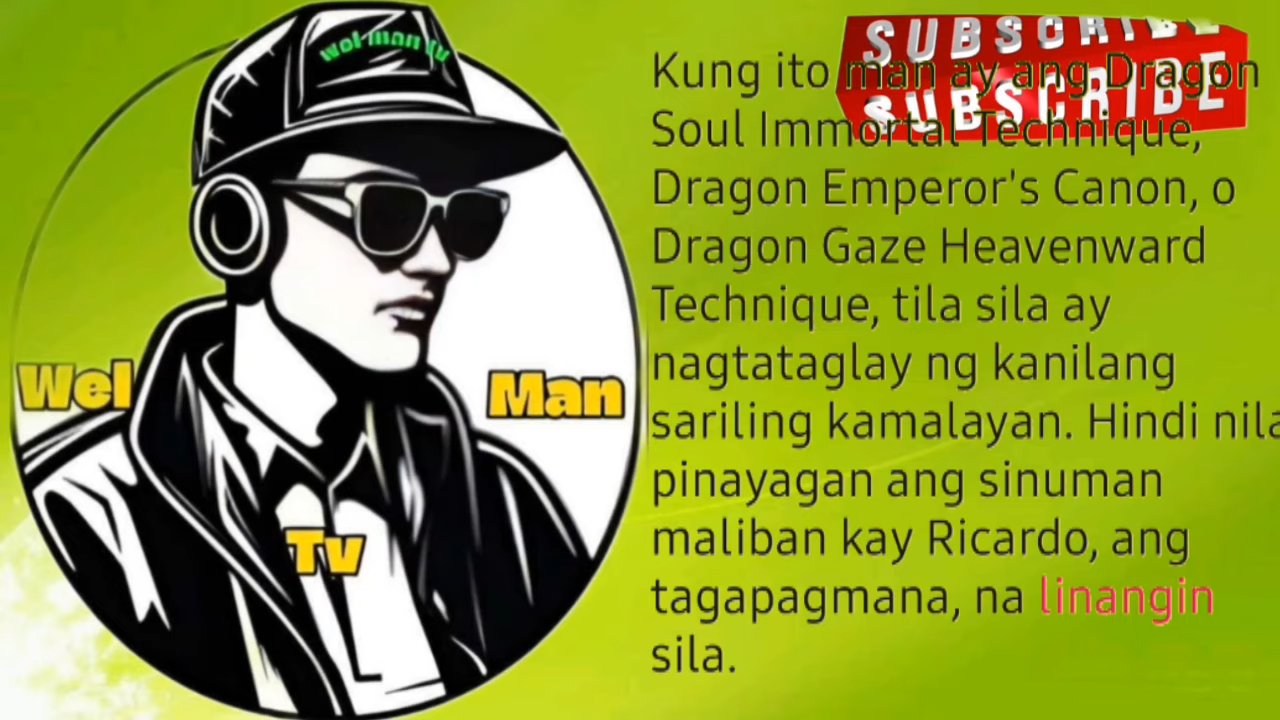 wel man tv
Wel
Man
Tv
SUBSCRIBE
SUBSCRIBE
Kung ito man ay ang Dragon
Soul Immortal Technique,
Dragon Emperor's Canon, o
Dragon Gaze Heavenward
Technique, tila sila ay
nagtataglay ng kanilang
sariling kamalayan. Hindi nila
pinayagan ang sinuman
maliban kay Ricardo, ang
tagapagmana, na linangin
sila.